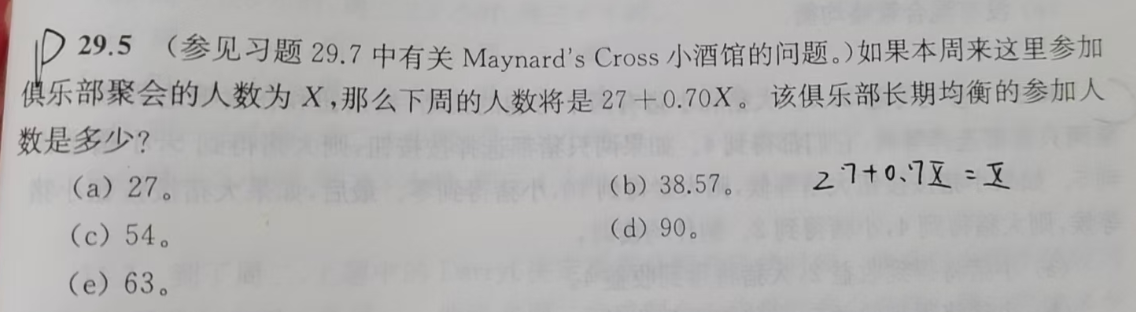 29.5 (参见习题 29.7 中有关 Maynard's Cross 小酒馆的问题。)如果本周来这里参加
俱乐部聚会的人数为 X,那么下周的人数将是 27+0.70X。该俱乐部长期均衡的参加人
数是多少?
(a) 27。 (b) 38.57。 27+0.7X = X
(c) 54。 (d) 90。
(e) 63。